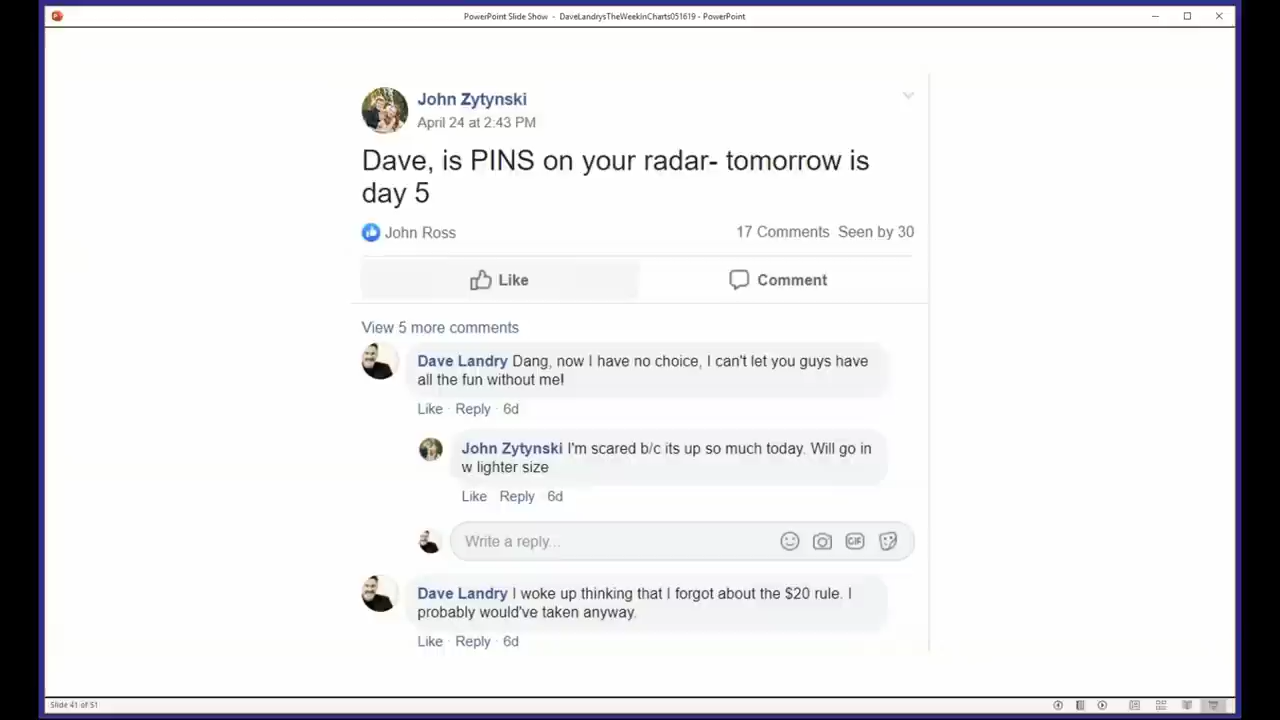 PowerPoint Slide Show - DaveLandrysTheWeekInCharts051619 - PowerPoint
John Zytynski
April 24 at 2:43 PM
Dave, is PINS on your radar- tomorrow is
day 5
John Ross
17 Comments Seen by 30
Like
Comment
View 5 more comments
Dave Landry Dang, now I have no choice, I can't let you guys have
all the fun without me!
Like · Reply · 6d
John Zytynski I'm scared b/c its up so much today. Will go in
w lighter size
Like Reply · 6d
Write a reply...
GIF
Dave Landry I woke up thinking that I forgot about the $20 rule. I
probably would've taken anyway.
Like · Reply · 6d
Slide 41 of 51